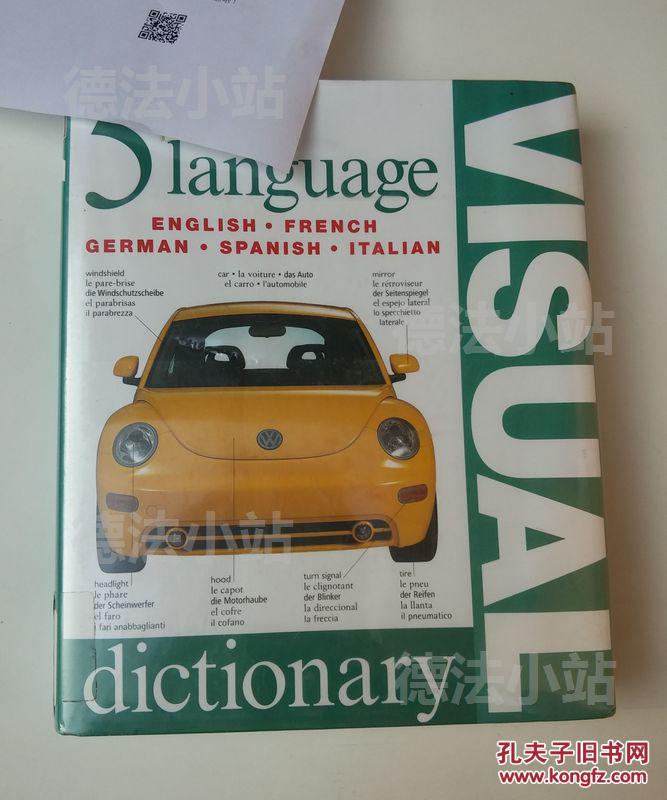 德法小站
5 language
ENGLISH • FRENCH
GERMAN • SPANISH • ITALIAN
VISUAL
windshield
le pare-brise
die Windschutzscheibe
el parabrisas
il parabrezza
car • la voiture • das Auto
el carro • l'automobile
mirror
le rétroviseur
der Seitenspiegel
el espejo lateral
lo specchietto
laterale
德法小站
德法小站
headlight
le phare
der Scheinwerfer
el faro
i fari anabbaglianti
hood
le capot
die Motorhaube
el cofre
il cofano
turn signal
le clignotant
der Blinker
la direccional
la freccia
tire
le pneu
der Reifen
la llanta
il pneumatico
dictionary
德法小站
孔夫子旧书网
www.kongfz.com